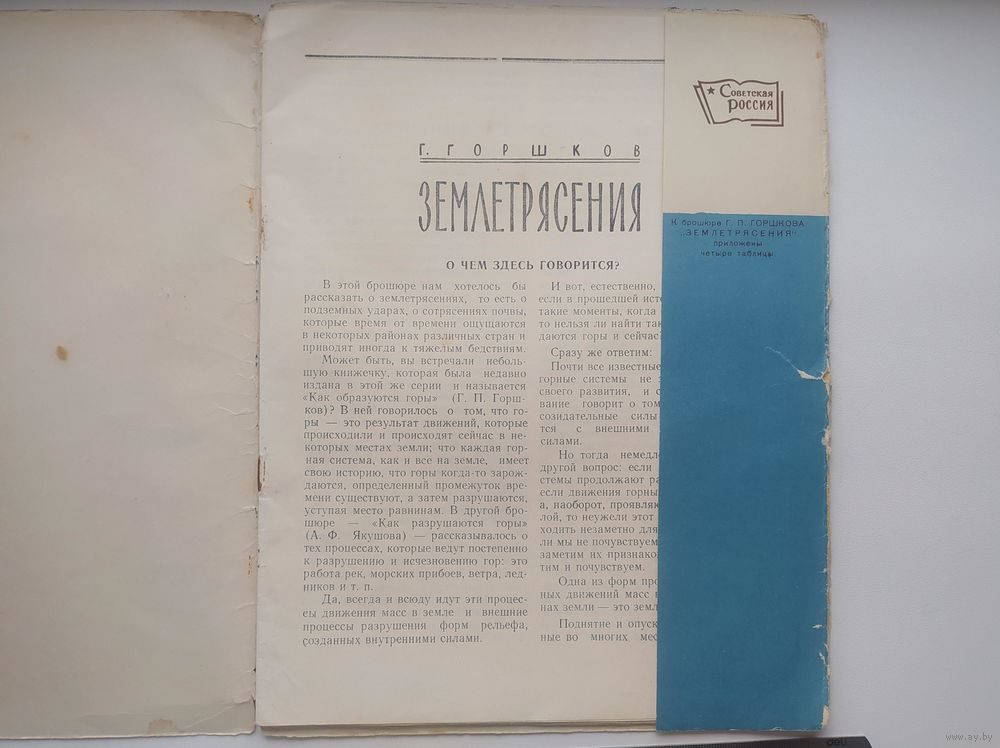 Г. ГОРШКОВ
ЗЕМЛЕТРЯСЕНИЯ
О ЧЕМ ЗДЕСЬ ГОВОРИТСЯ?
В этой брошюре нам хотелось бы
рассказать о землетрясениях, то есть о
подземных ударах, о сотрясениях почвы,
которые время от времени ощущаются
в некоторых районах различных стран и
приводят иногда к тяжелым бедствиям.
Может быть, вы встречали неболь-
шую книжечку, которая была недавно
издана в этой же серии и называется
«Как образуются горы» (Г. П. Горш-
ков)? В ней говорилось о том, что го-
ры — это результат движений, которые
происходили и происходят сейчас в не-
которых местах земли; что каждая гор-
ная система, как и все на земле, имеет
свою историю, что горы когда-то зарож-
даются, определенный промежуток вре-
мени существуют, а затем разрушаются,
уступая место равнинам. В другой бро-
шюре — «Как разрушаются горы»
(А. Ф. Якушова) — рассказывалось о
тех процессах, которые ведут постепенно
к разрушению и исчезновению гор: это
работа рек, морских прибоев, ветра, лед-
ников и т. п.
Да, всегда и всюду идут эти процес-
сы движения масс в земле и внешние
процессы разрушения форм рельефа,
созданных внутренними силами.
И вот, естественно,
если в прошедшей ист
такие моменты, когда
то нельзя ли найти так
даются горы и сейчас?
Сразу же ответим:
Почти все известные
горные системы не з
своего развития, и с
вание говорит о том
созидательные силы
тся с внешними
силами.
Но тогда немедл
другой вопрос: если
стемы продолжают ра
если движения горны
а, наоборот, проявляю
лой, то неужели этот
ходить незаметно для
ли мы не почувствуем
заметим их признако
тим и почувствуем.
Одна из форм про
ных движений масс
нах земли — это земл
Поднятие и опуск
ные во многих мес
Советская
Россия
К брошюре Г. П. ГОРШКОВА
„ЗЕМЛЕТРЯСЕНИЯ"
приложены
четыре таблицы.
www.ay.by